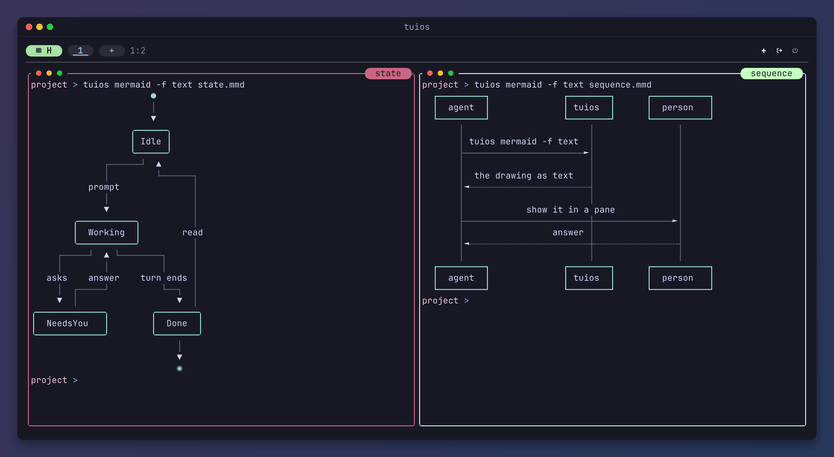 tuios
H 1 + 1:2
state
project > tuios mermaid -f text state.mmd
Idle
prompt
Working
read
asks answer turn ends
NeedsYou Done
project >
sequence
project > tuios mermaid -f text sequence.mmd
agent tuios person
tuios mermaid -f text
the drawing as text
show it in a pane
answer
agent tuios person
project >